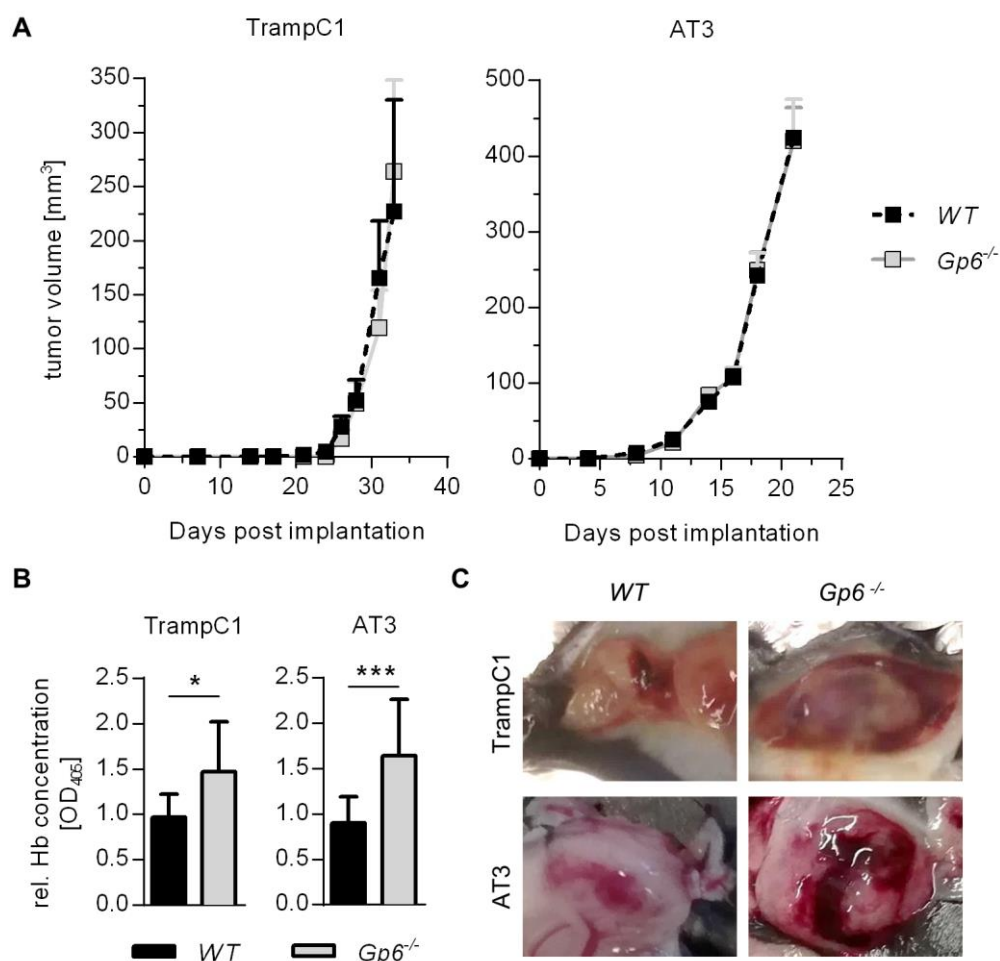 A
TrampC1
AT3
tumor volume [mm³]
350
300
250
200
150
100
50
0
0 10 20 30 40
Days post implantation
500
400
300
200
100
0
0 5 10 15 20 25
Days post implantation
WT
Gp6⁻/⁻
B
TrampC1
AT3
rel. Hb concentration
[OD₄₀₅]
2.5
2.0
1.5
1.0
0.5
0.0
*
2.5
2.0
1.5
1.0
0.5
0.0
***
WT
Gp6⁻/⁻
C
WT
Gp6 ⁻/⁻
TrampC1
AT3